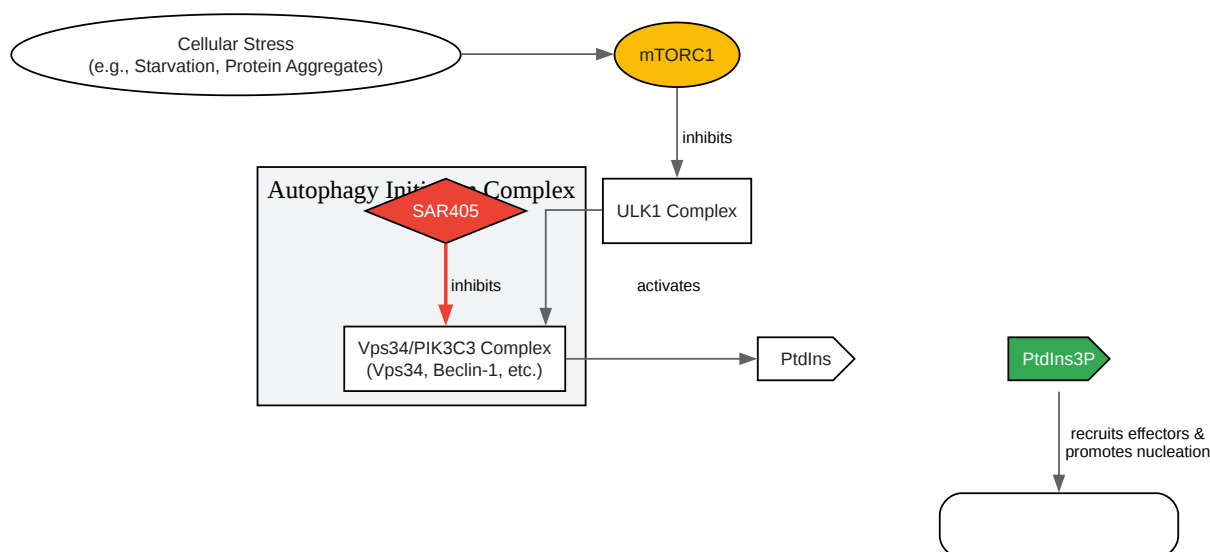 Cellular Stress
(e.g., Starvation, Protein Aggregates)
mTORC1
inhibits
Autophagy Initiation Complex
SAR405
ULK1 Complex
inhibits
activates
Vps34/PIK3C3 Complex
(Vps34, Beclin-1, etc.)
PtdIns
PtdIns3P
recruits effectors &
promotes nucleation